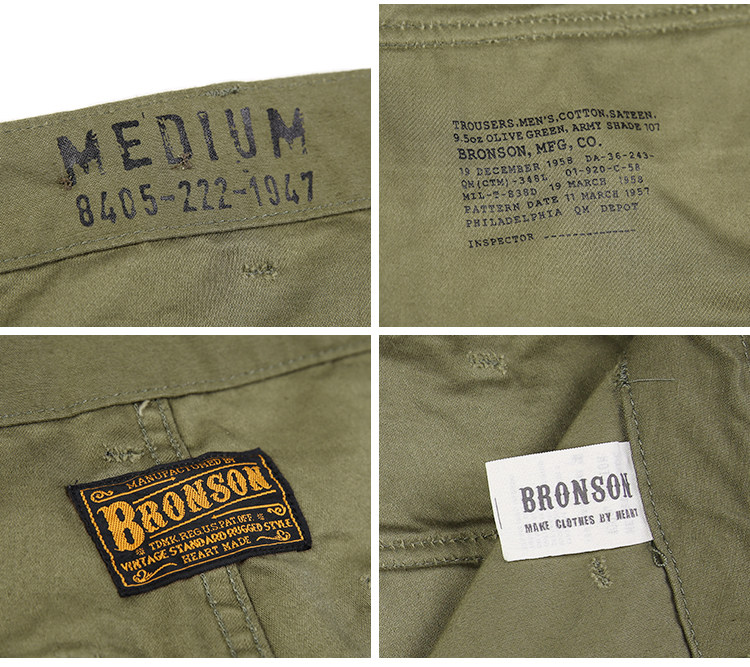 MEDIUM
8405-222-1947
TROUSERS.MEN'S.COTTON.SATEEN.
9.5oz OLIVE GREEN, ARMY SHADE 107
BRONSON, MFG, CO.
19 DECEMBER 1958 DA-36-243-
QM(CTM)-348L 01-920-C-58
MIL-T-838D 19 MARCH 1958
PATTERN DATE 11 MARCH 1957
PHILADELPHIA QM DEPOT
INSPECTOR -------------
MANUFACTURED BY
BRONSON
TDMK.REG.U.S.PAT.OFF.
VINTAGE STANDARD RUGGED STYLE
HEART MADE
BRONSON
MAKE CLOTHES BY HEART